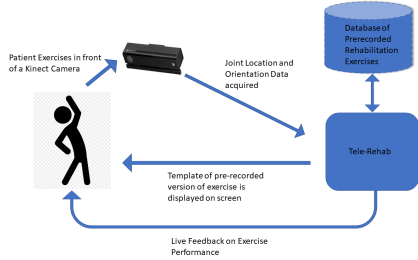 Patient Exercises in front
of a Kinect Camera
Joint Location and
Orientation Data
acquired
Database of
Prerecorded
Rehabilitation
Exercises
Tele-Rehab
Template of pre-recorded
version of exercise is
displayed on screen
Live Feedback on Exercise
Performance